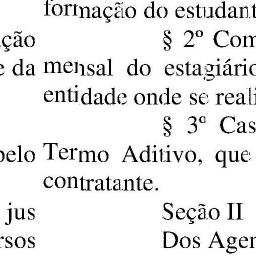 ção
e da
pelo
jus
rsos
formação do estudant
§ 2º Com
mensal do estagiário
entidade onde se reali
§ 3º Cas
Termo Aditivo, que
contratante.
Seção II
Dos Agen